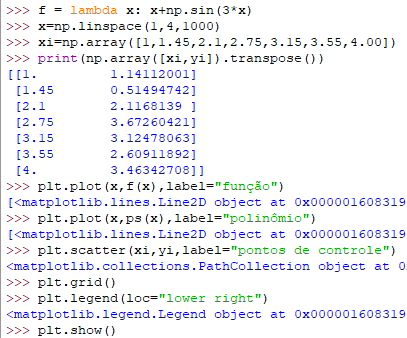 >>> f = lambda x: x+np.sin(3*x)
>>> x=np.linspace(1,4,1000)
>>> xi=np.array([1,1.45,2.1,2.75,3.15,3.55,4.00])
>>> print(np.array([xi,yi]).transpose())
[[1.         1.14112001]
 [1.45       0.51494742]
 [2.1        2.1168139 ]
 [2.75       3.67260421]
 [3.15       3.12478063]
 [3.55       2.60911892]
 [4.         3.46342708]]
>>> plt.plot(x,f(x),label="função")
[<matplotlib.lines.Line2D object at 0x000001608319
>>> plt.plot(x,ps(x),label="polinômio")
[<matplotlib.lines.Line2D object at 0x000001608319
>>> plt.scatter(xi,yi,label="pontos de controle")
<matplotlib.collections.PathCollection object at 0
>>> plt.grid()
>>> plt.legend(loc="lower right")
<matplotlib.legend.Legend object at 0x000001608319
>>> plt.show()